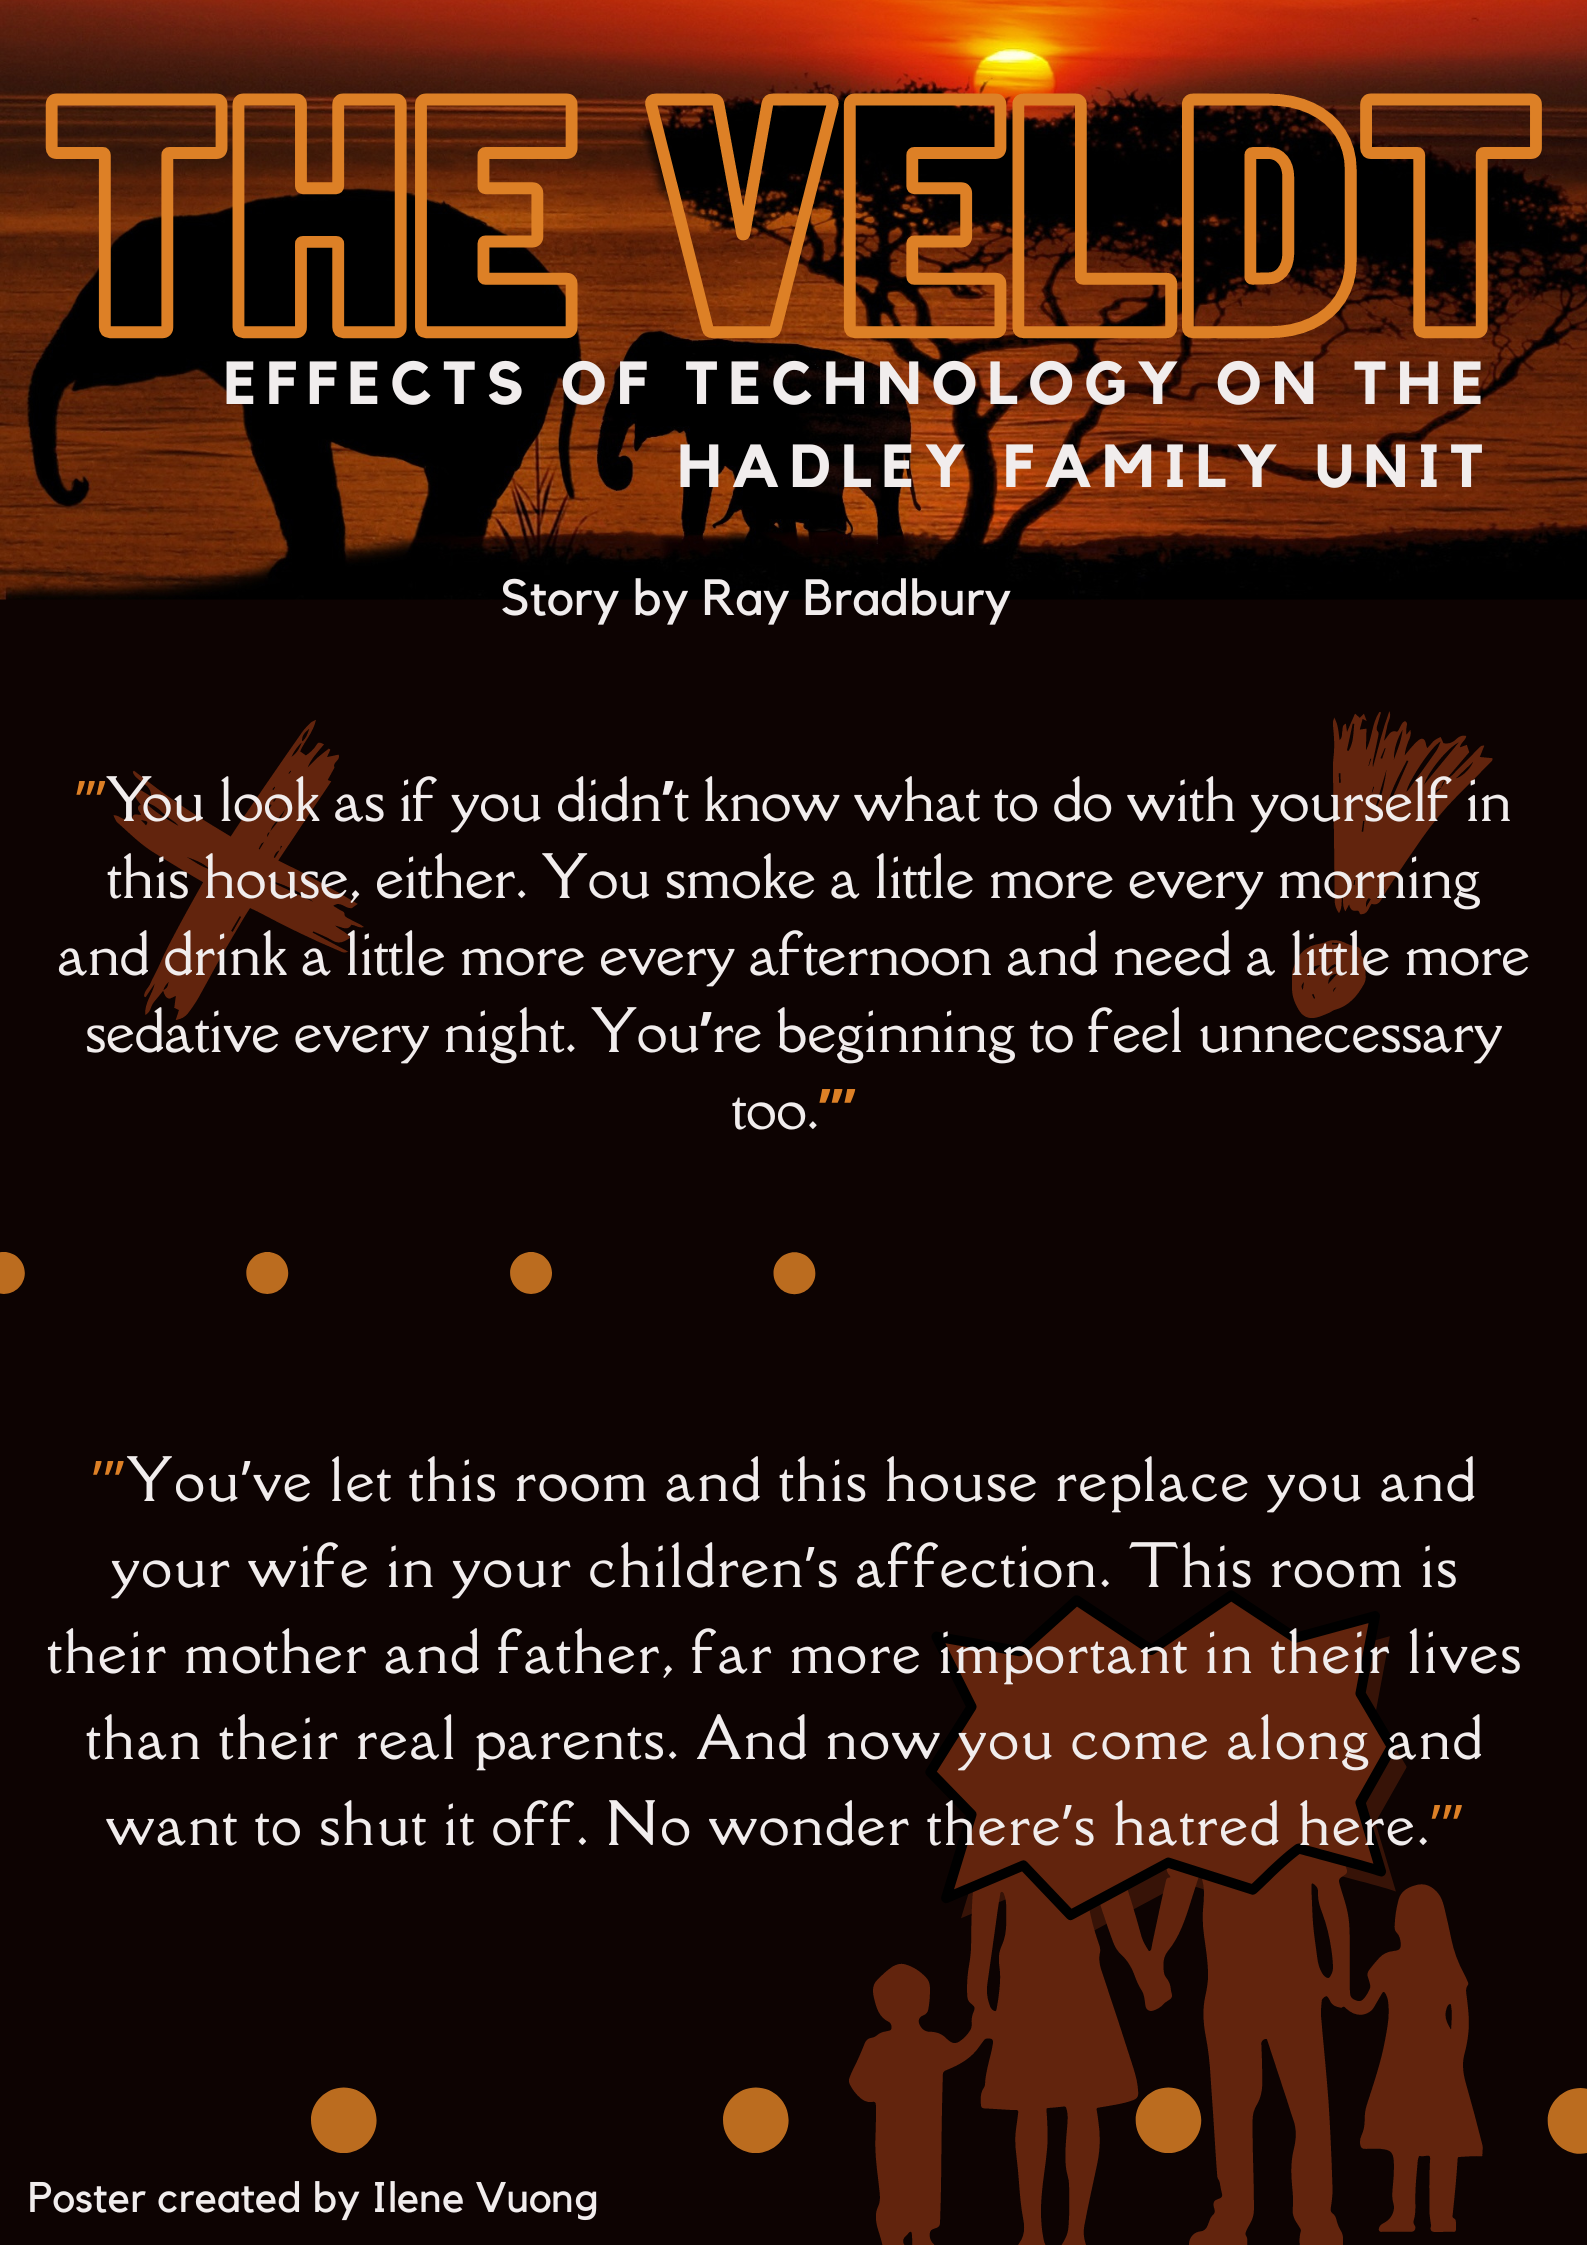 THE VELDT
EFFECTS OF TECHNOLOGY ON THE
HADLEY FAMILY UNIT
Story by Ray Bradbury
"'You look as if you didn't know what to do with yourself in
this house, either. You smoke a little more every morning
and drink a little more every afternoon and need a little more
sedative every night. You're beginning to feel unnecessary
too.'"
"'You've let this room and this house replace you and
your wife in your children's affection. This room is
their mother and father, far more important in their lives
than their real parents. And now you come along and
want to shut it off. No wonder there's hatred here.'"
Poster created by Ilene Vuong